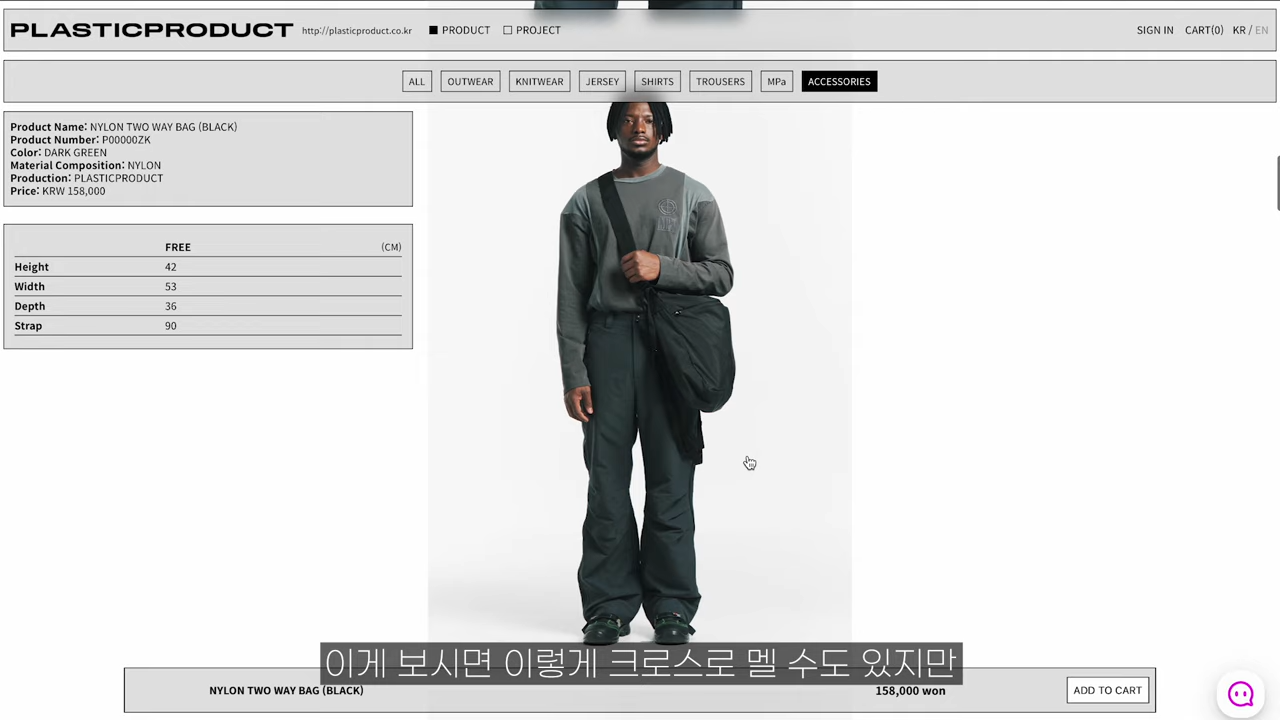 PLASTICPRODUCT http://plasticproduct.co.kr PRODUCT PROJECT SIGN IN CART(0) KR / EN
ALL OUTWEAR KNITWEAR JERSEY SHIRTS TROUSERS MPa ACCESSORIES
Product Name: NYLON TWO WAY BAG (BLACK)
Product Number: P00000ZK
Color: DARK GREEN
Material Composition: NYLON
Production: PLASTICPRODUCT
Price: KRW 158,000
FREE (CM)
Height 42
Width 53
Depth 36
Strap 90
이게 보시면 이렇게 크로스로 멜 수도 있지만
NYLON TWO WAY BAG (BLACK) 158,000 won ADD TO CART